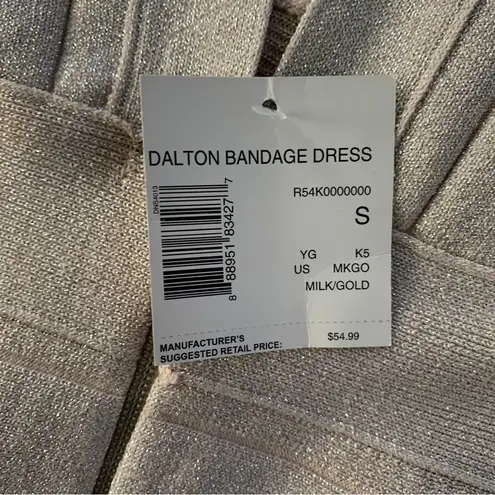 DALTON BANDAGE DRESS
R54K0000000
S
DNS4013
8 88951 83427 7
YG K5
US MKGO
MILK/GOLD
MANUFACTURER'S
SUGGESTED RETAIL PRICE:
$54.99